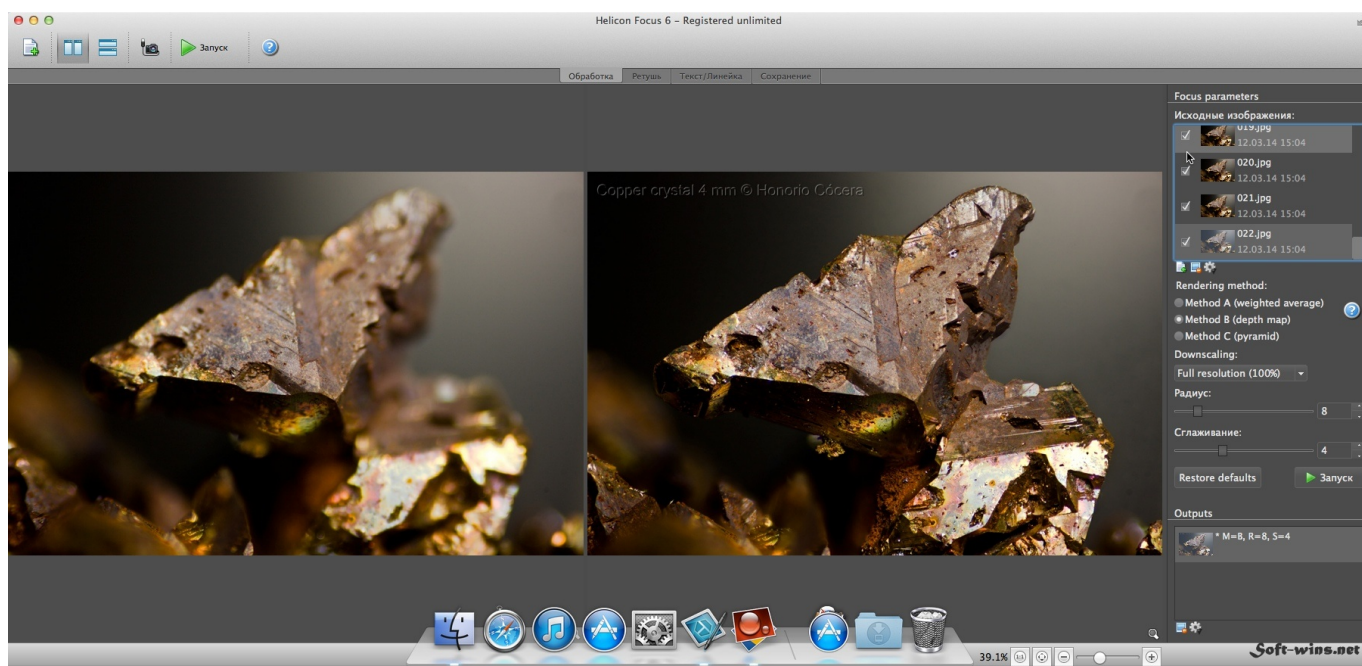 Helicon Focus 6 – Registered unlimited
Запуск
Обработка
Ретушь
Текст/Линейка
Сохранение
Copper crystal 4 mm © Honorio Cócera
Focus parameters
Исходные изображения:
019.jpg
12.03.14 15:04
020.jpg
12.03.14 15:04
021.jpg
12.03.14 15:04
022.jpg
12.03.14 15:04
Rendering method:
Method A (weighted average)
Method B (depth map)
Method C (pyramid)
Downscaling:
Full resolution (100%)
Радиус:
8
Сглаживание:
4
Restore defaults
Запуск
Outputs
* M=B, R=8, S=4
39.1%
1:1
Soft-wins.net